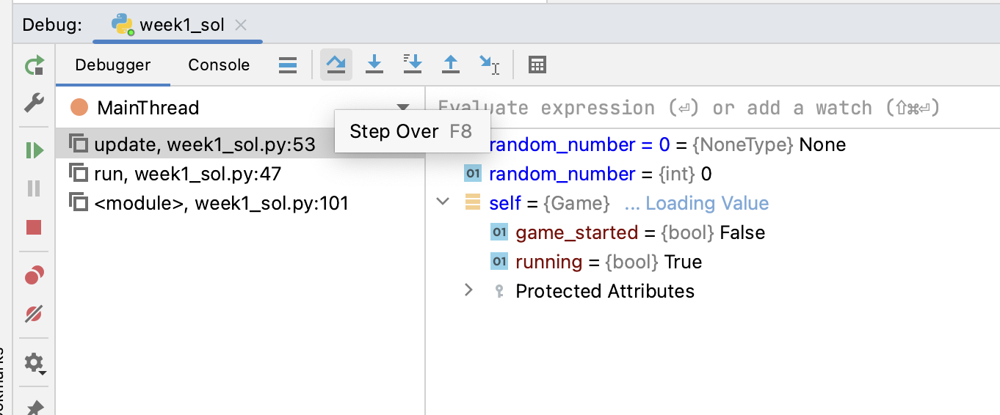 Debug: week1_sol
Debugger Console
MainThread
Evaluate expression (⏎) or add a watch (⇧⌘⏎)
Step Over F8
update, week1_sol.py:53
random_number = 0 = {NoneType} None
run, week1_sol.py:47
01 random_number = {int} 0
<module>, week1_sol.py:101
self = {Game} ... Loading Value
01 game_started = {bool} False
01 running = {bool} True
Protected Attributes